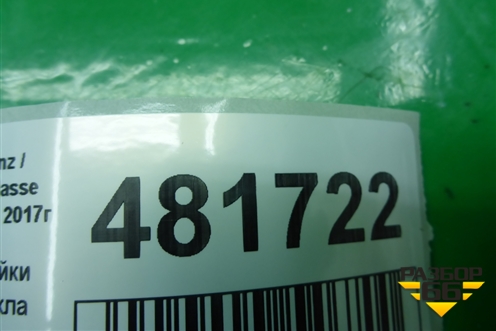 nz /
asse
2017г
481722
йки
кла
РАЗБОР
66